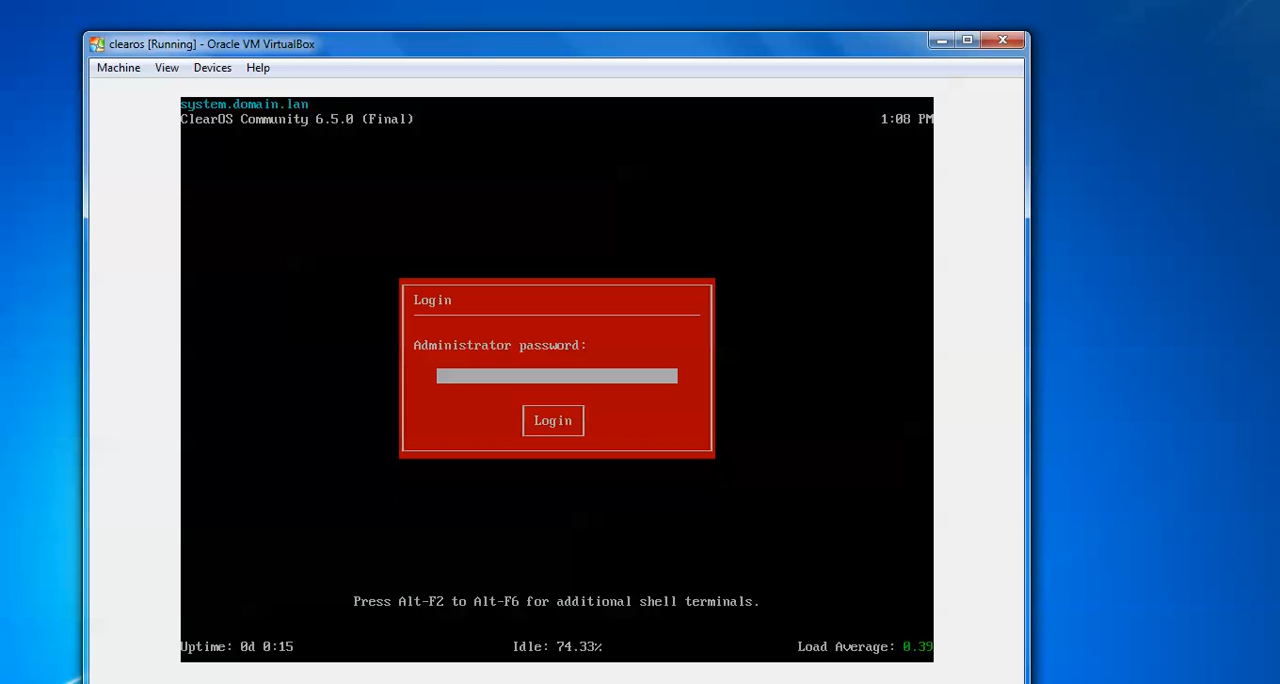 clearos [Running] - Oracle VM VirtualBox
Machine View Devices Help
system.domain.lan
ClearOS Community 6.5.0 (Final) 1:08 PM
Login
Administrator password:
Login
Press Alt-F2 to Alt-F6 for additional shell terminals.
Uptime: 0d 0:15 Idle: 74.33% Load Average: 0.39